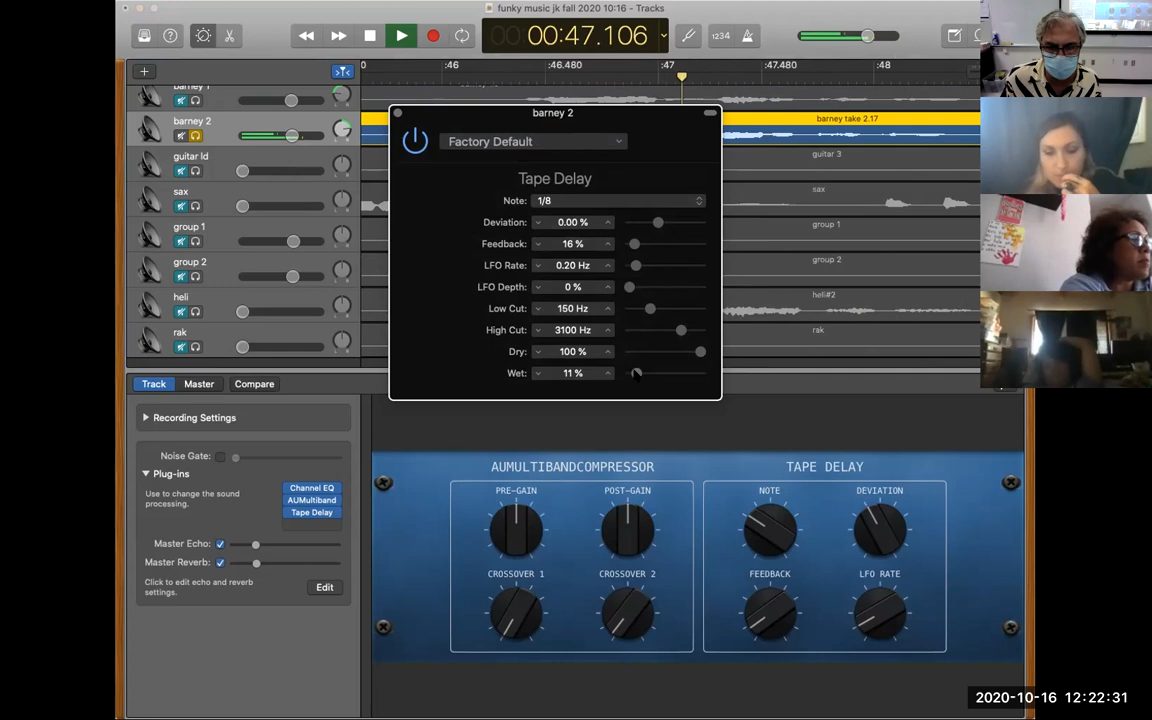 funky music jk fall 2020 10:16 - Tracks
00:47.106
1234
0 :46 :46.480 :47 :47.480 :48
barney 1
barney 2
barney take 2.17
Factory Default
guitar ld
guitar 3
Tape Delay
sax
sax
Note: 1/8
Deviation: 0.00 %
group 1
group 1
Feedback: 16 %
group 2
group 2
LFO Rate: 0.20 Hz
LFO Depth: 0 %
heli
heli#2
Low Cut: 150 Hz
rak
rak
High Cut: 3100 Hz
Dry: 100 %
Wet: 11 %
Track Master Compare
Recording Settings
Noise Gate:
Plug-ins
Use to change the sound
processing.
Channel EQ
AUMultiband
Tape Delay
Master Echo:
Master Reverb:
Click to edit echo and reverb
settings.
Edit
AUMULTIBANDCOMPRESSOR
PRE-GAIN POST-GAIN
CROSSOVER 1 CROSSOVER 2
TAPE DELAY
NOTE DEVIATION
FEEDBACK LFO RATE
2020-10-16 12:22:31